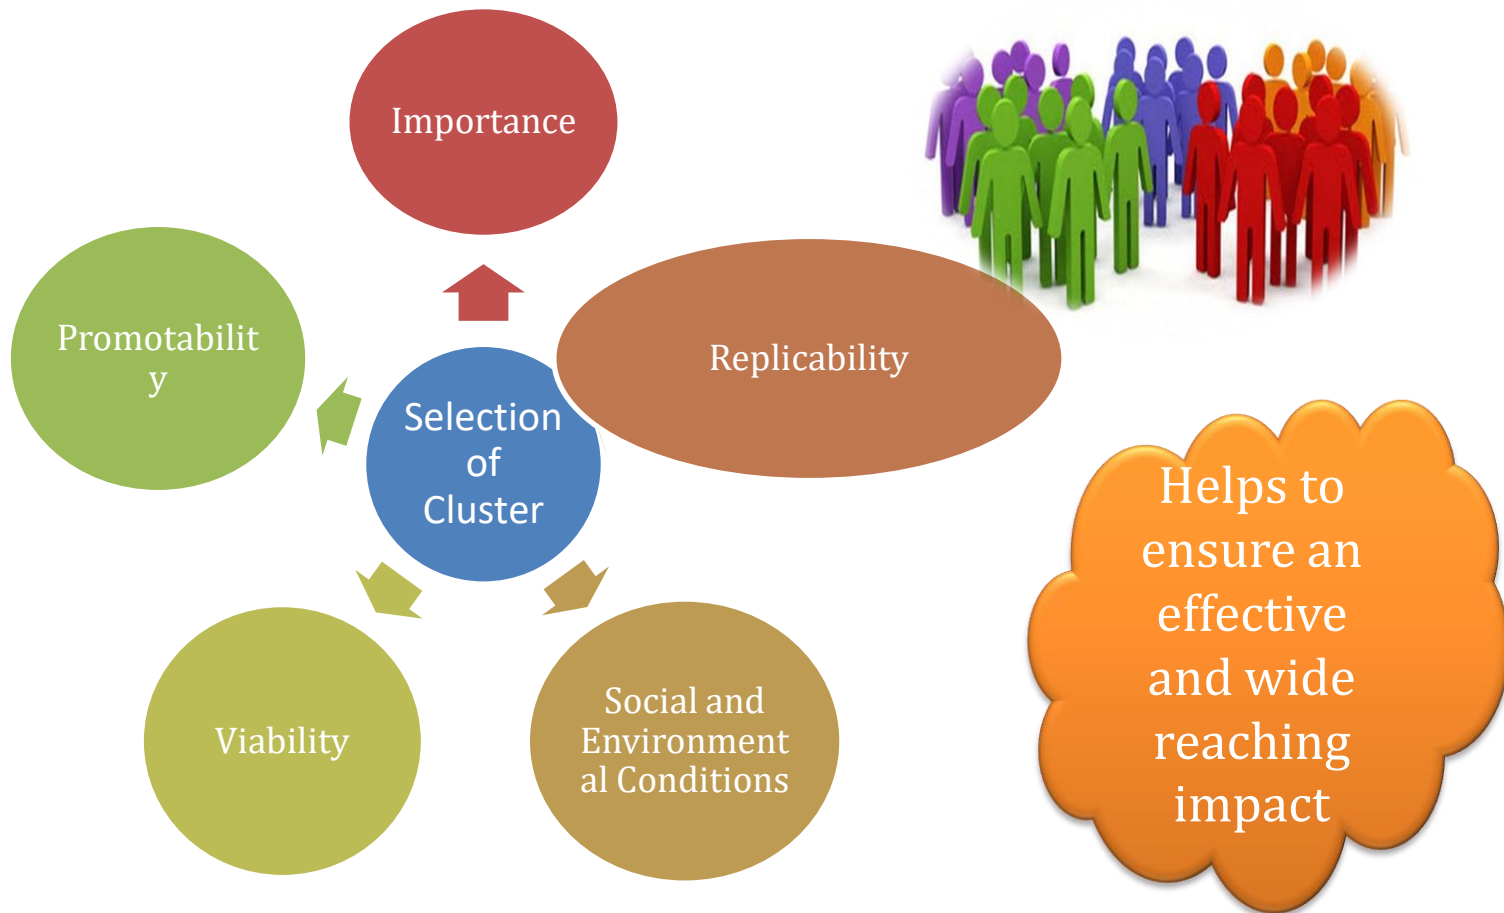 Importance
Promotabilit
y
Replicability
Selection
of
Cluster
Viability
Social and
Environment
al Conditions
Helps to
ensure an
effective
and wide
reaching
impact